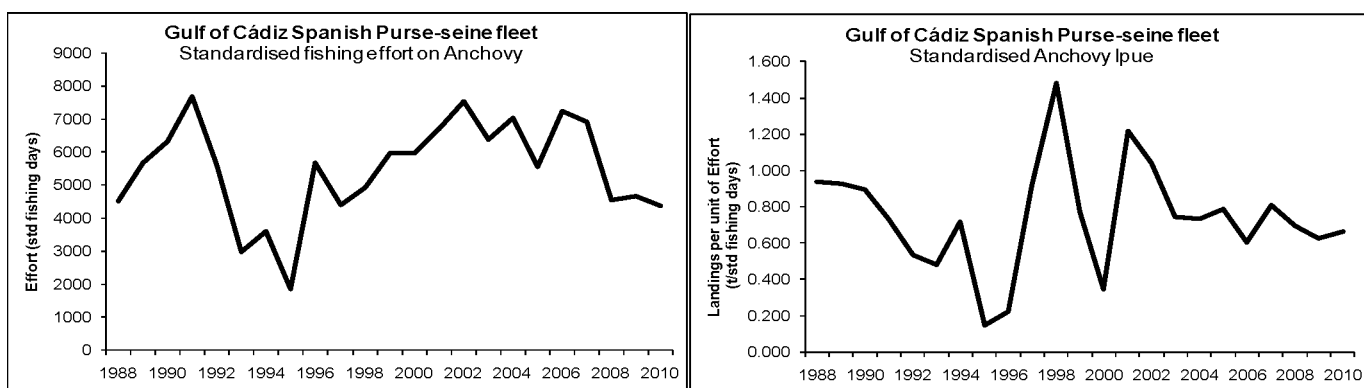 Gulf of Cádiz Spanish Purse-seine fleet
Standardised fishing effort on Anchovy
Effort (std fishing days)
9000
8000
7000
6000
5000
4000
3000
2000
1000
0
1988 1990 1992 1994 1996 1998 2000 2002 2004 2006 2008 2010
Gulf of Cádiz Spanish Purse-seine fleet
Standardised Anchovy lpue
Landings per unit of Effort
(t/std fishing days)
1.600
1.400
1.200
1.000
0.800
0.600
0.400
0.200
0.000
1988 1990 1992 1994 1996 1998 2000 2002 2004 2006 2008 2010